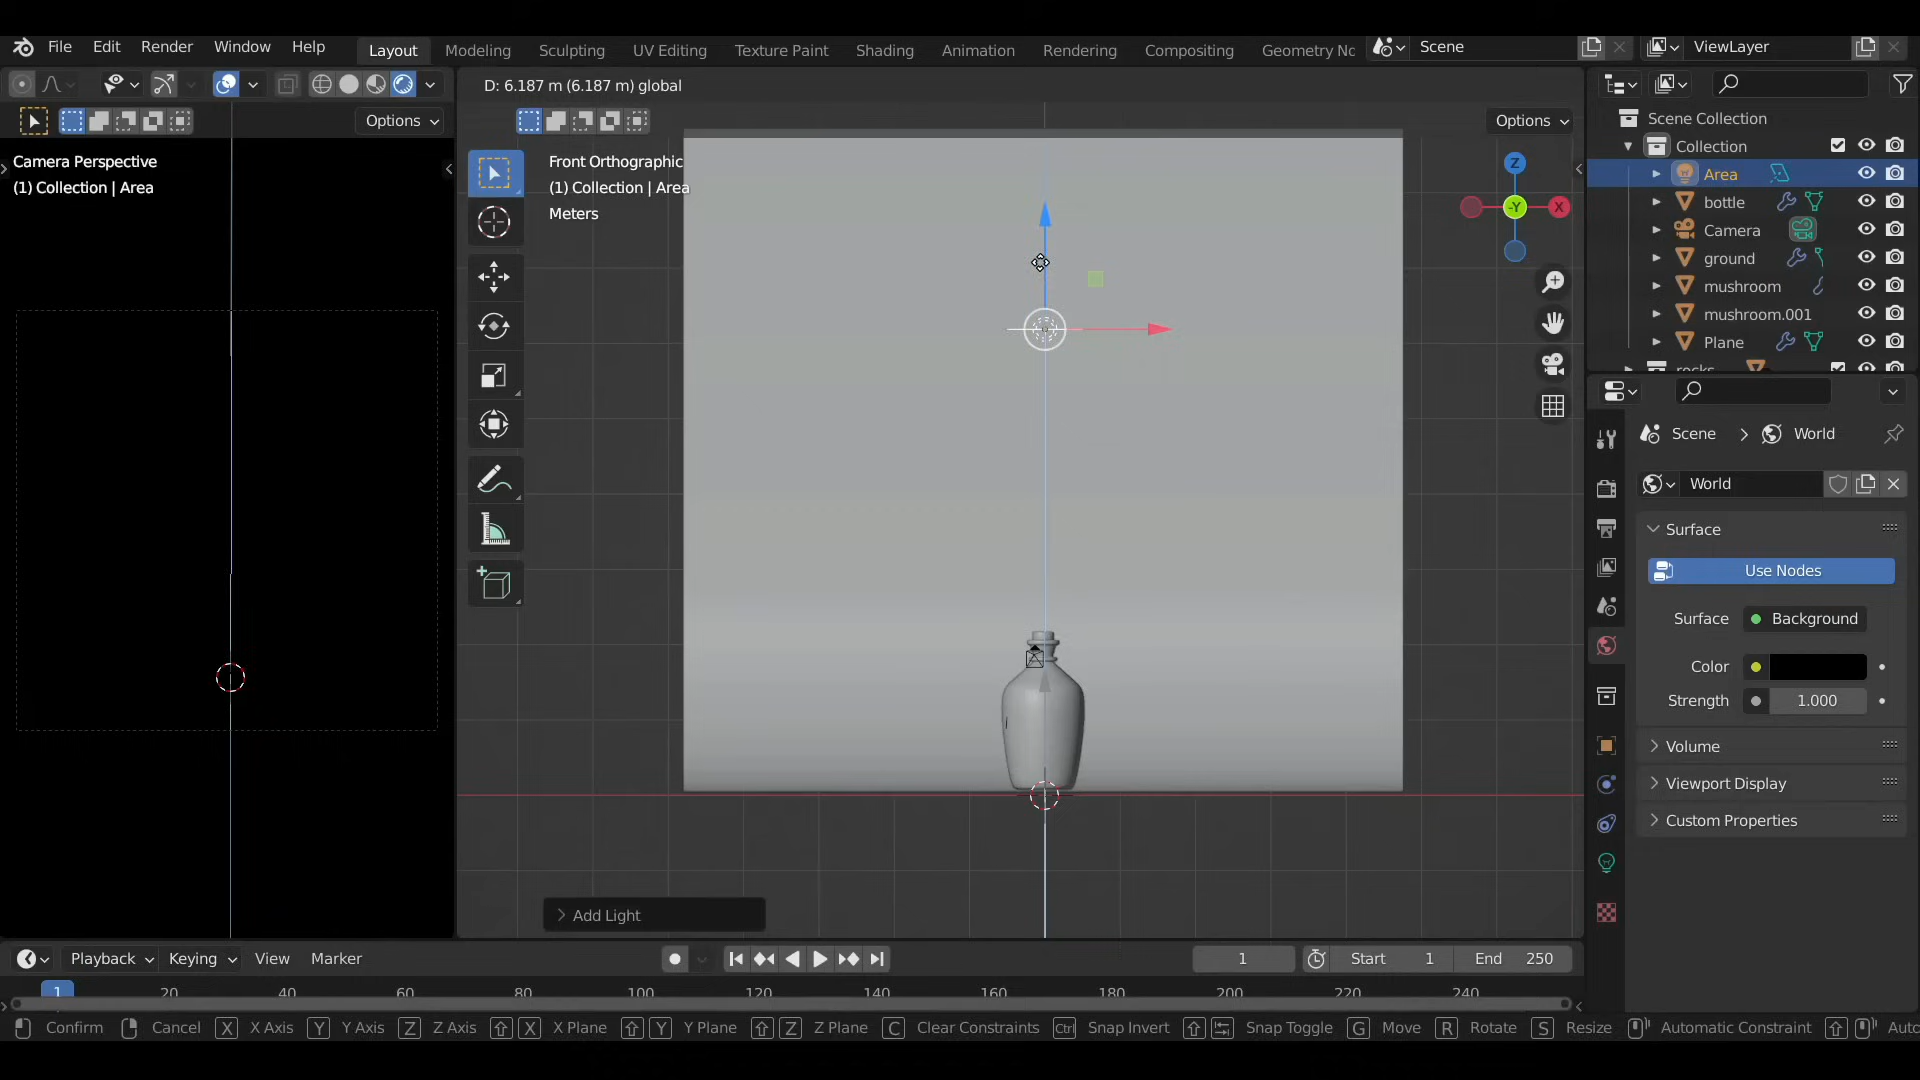 File Edit Render Window Help Layout Modeling Sculpting UV Editing Texture Paint Shading Animation Rendering Compositing Geometry No Scene ViewLayer
D: 6.187 m (6.187 m) global
Options
Options
Camera Perspective
(1) Collection | Area
Front Orthographic
(1) Collection | Area
Meters
Z
-Y
X
Scene Collection
Collection
Area
bottle
Camera
ground
mushroom
mushroom.001
Plane
rocks
Scene > World
World
Surface
Use Nodes
Surface Background
Color
Strength 1.000
Volume
Viewport Display
Custom Properties
Add Light
Playback Keying View Marker 1 Start 1 End 250
1 20 40 60 80 100 120 140 160 180 200 220 240
Confirm Cancel X X Axis Y Y Axis Z Z Axis X X Plane Y Y Plane Z Z Plane C Clear Constraints Ctrl Snap Invert Snap Toggle G Move R Rotate S Resize Automatic Constraint Auto